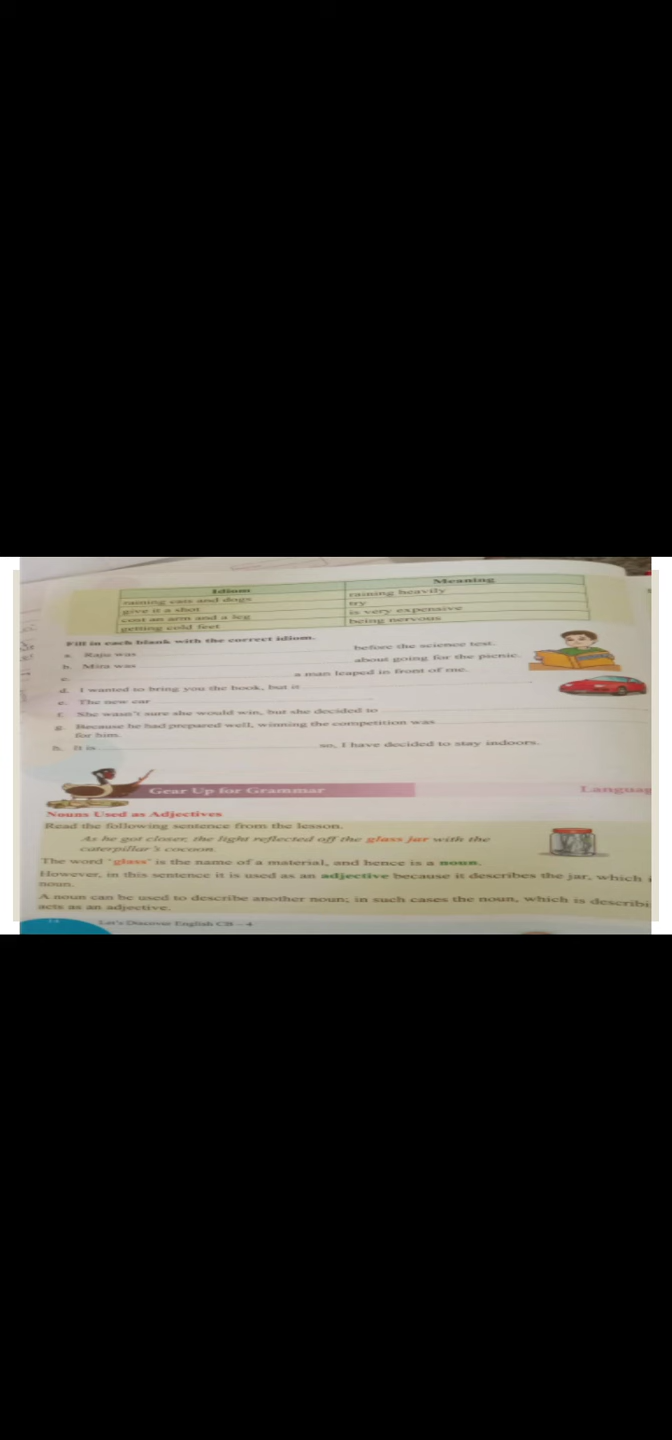 Idiom Meaning
raining cats and dogs raining heavily
give it a shot try
cost an arm and a leg is very expensive
getting cold feet being nervous
Fill in each blank with the correct idiom.
a. Raju was before the science test.
b. Mira was about going for the picnic.
c. a man leaped in front of me.
d. I wanted to bring you the book, but it
e. The new car
f. She wasn't sure she would win, but she decided to
g. Because he had prepared well, winning the competition was
for him.
h. It is so, I have decided to stay indoors.
Gear Up for Grammar Languag
Nouns Used as Adjectives
Read the following sentence from the lesson.
As he got closer, the light reflected off the glass jar with the
caterpillar's cocoon.
The word 'glass' is the name of a material, and hence is a noun.
However, in this sentence it is used as an adjective because it describes the jar, which
noun.
A noun can be used to describe another noun; in such cases the noun, which is describi
acts as an adjective.
Let's Discover English CB – 4